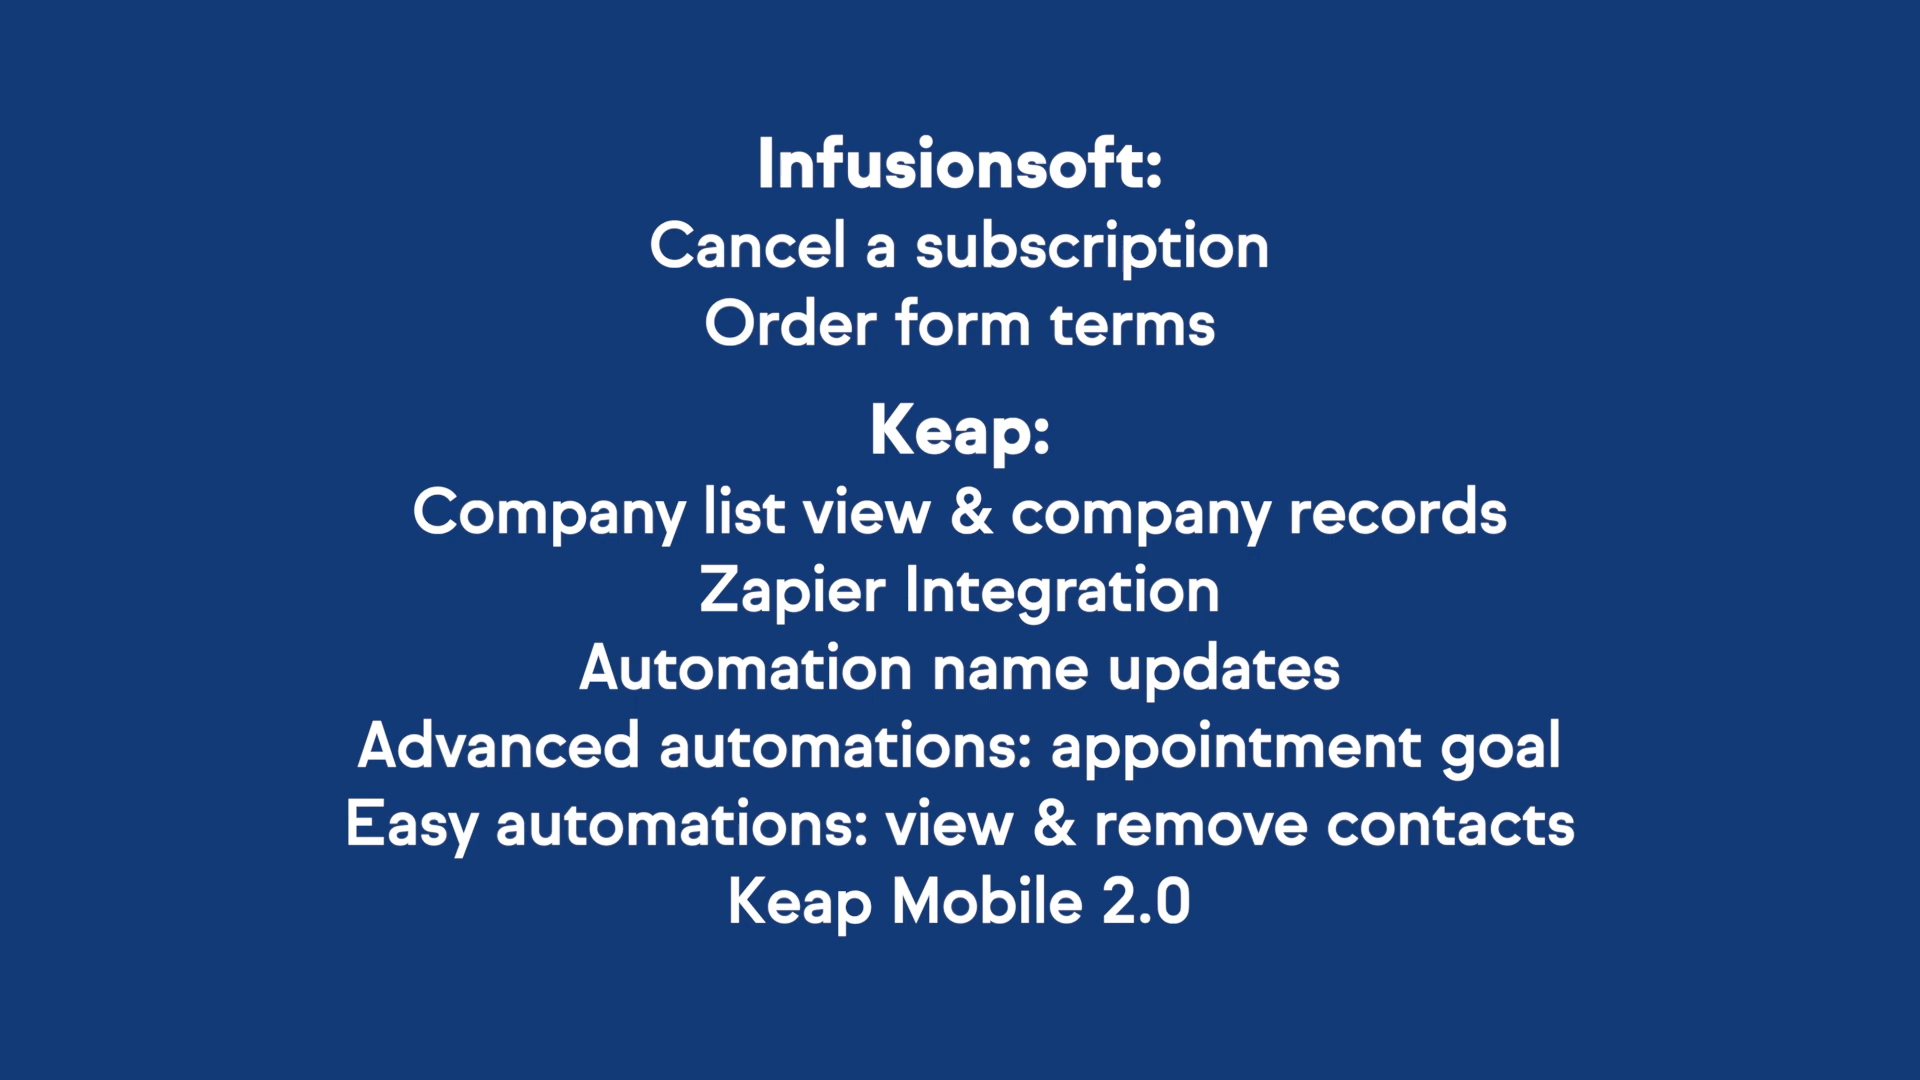 Infusionsoft:
Cancel a subscription
Order form terms
Keap:
Company list view & company records
Zapier Integration
Automation name updates
Advanced automations: appointment goal
Easy automations: view & remove contacts
Keap Mobile 2.0